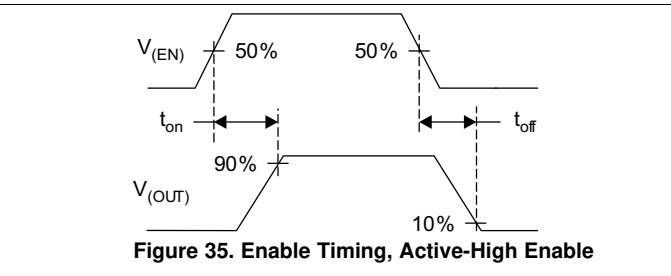 V(EN) 50% 50%
ton toff
90%
V(OUT)
10%
Figure 35. Enable Timing, Active-High Enable